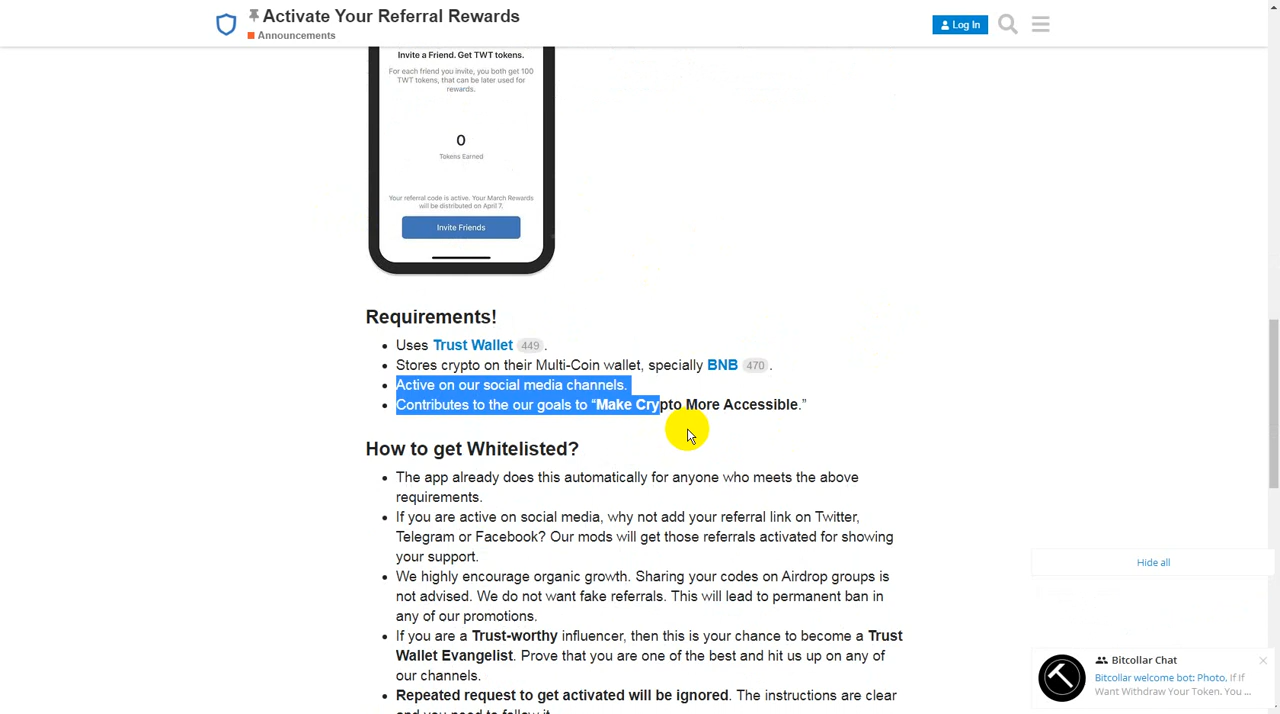 Activate Your Referral Rewards
Announcements
Log In
Invite a Friend. Get TWT tokens.
For each friend you invite, you both get 100
TWT tokens, that can be later used for
rewards.
0
Tokens Earned
Your referral code is active. Your March Rewards
will be distributed on April 7.
Invite Friends
Requirements!
Uses Trust Wallet 449 .
Stores crypto on their Multi-Coin wallet, specially BNB 470 .
Active on our social media channels.
Contributes to the our goals to “Make Crypto More Accessible.”
How to get Whitelisted?
The app already does this automatically for anyone who meets the above
requirements.
If you are active on social media, why not add your referral link on Twitter,
Telegram or Facebook? Our mods will get those referrals activated for showing
your support.
We highly encourage organic growth. Sharing your codes on Airdrop groups is
not advised. We do not want fake referrals. This will lead to permanent ban in
any of our promotions.
If you are a Trust-worthy influencer, then this is your chance to become a Trust
Wallet Evangelist. Prove that you are one of the best and hit us up on any of
our channels.
Repeated request to get activated will be ignored. The instructions are clear
and you need to follow it
Hide all
Bitcollar Chat
Bitcollar welcome bot: Photo, If If
Want Withdraw Your Token. You ...